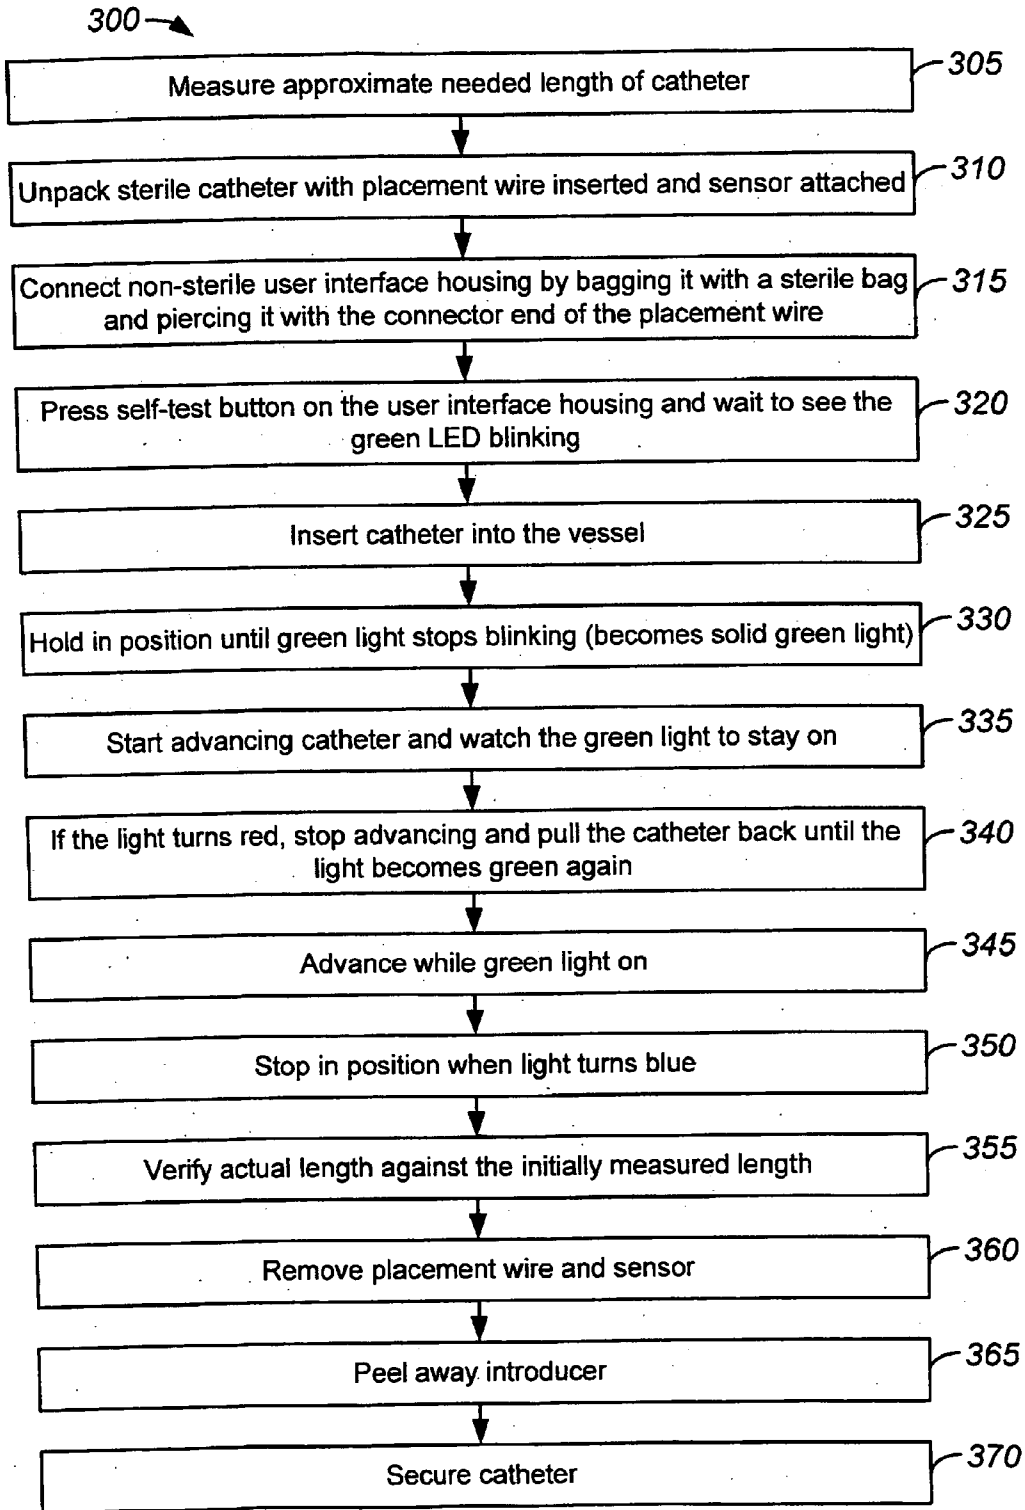 300
Measure approximate needed length of catheter
305
Unpack sterile catheter with placement wire inserted and sensor attached
310
Connect non-sterile user interface housing by bagging it with a sterile bag
and piercing it with the connector end of the placement wire
315
Press self-test button on the user interface housing and wait to see the
green LED blinking
320
Insert catheter into the vessel
325
Hold in position until green light stops blinking (becomes solid green light)
330
Start advancing catheter and watch the green light to stay on
335
If the light turns red, stop advancing and pull the catheter back until the
light becomes green again
340
Advance while green light on
345
Stop in position when light turns blue
350
Verify actual length against the initially measured length
355
Remove placement wire and sensor
360
Peel away introducer
365
Secure catheter
370